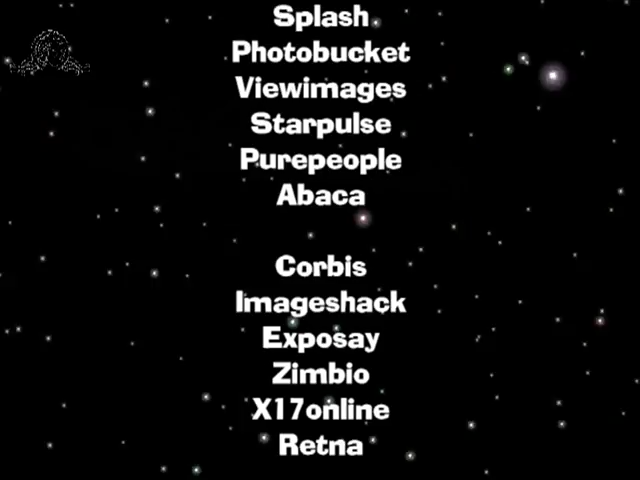 Splash
Photobucket
Viewimages
Starpulse
Purepeople
Abaca
Corbis
Imageshack
Exposay
Zimbio
X17online
Retna